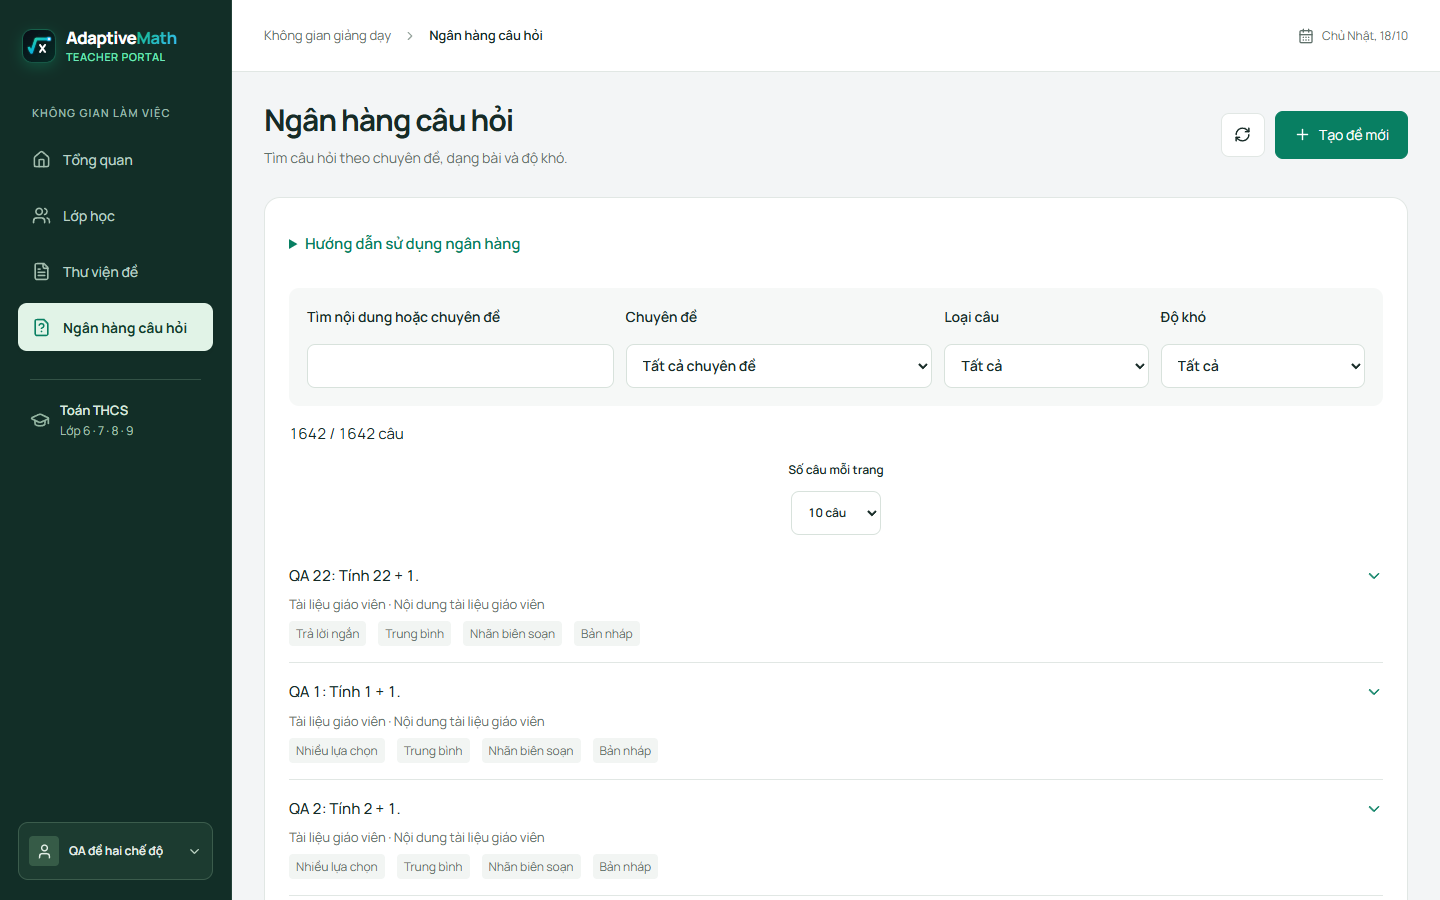 AdaptiveMath
TEACHER PORTAL
KHÔNG GIAN LÀM VIỆC
Tổng quan
Lớp học
Thư viện đề
Ngân hàng câu hỏi
Toán THCS
Lớp 6 · 7 · 8 · 9
QA đề hai chế độ
Không gian giảng dạy > Ngân hàng câu hỏi
Chủ Nhật, 18/10
Ngân hàng câu hỏi
Tìm câu hỏi theo chuyên đề, dạng bài và độ khó.
+ Tạo đề mới
Hướng dẫn sử dụng ngân hàng
Tìm nội dung hoặc chuyên đề
Chuyên đề
Loại câu
Độ khó
Tất cả chuyên đề
Tất cả
Tất cả
1642 / 1642 câu
Số câu mỗi trang
10 câu
QA 22: Tính 22 + 1.
Tài liệu giáo viên · Nội dung tài liệu giáo viên
Trả lời ngắn Trung bình Nhãn biên soạn Bản nháp
QA 1: Tính 1 + 1.
Tài liệu giáo viên · Nội dung tài liệu giáo viên
Nhiều lựa chọn Trung bình Nhãn biên soạn Bản nháp
QA 2: Tính 2 + 1.
Tài liệu giáo viên · Nội dung tài liệu giáo viên
Nhiều lựa chọn Trung bình Nhãn biên soạn Bản nháp